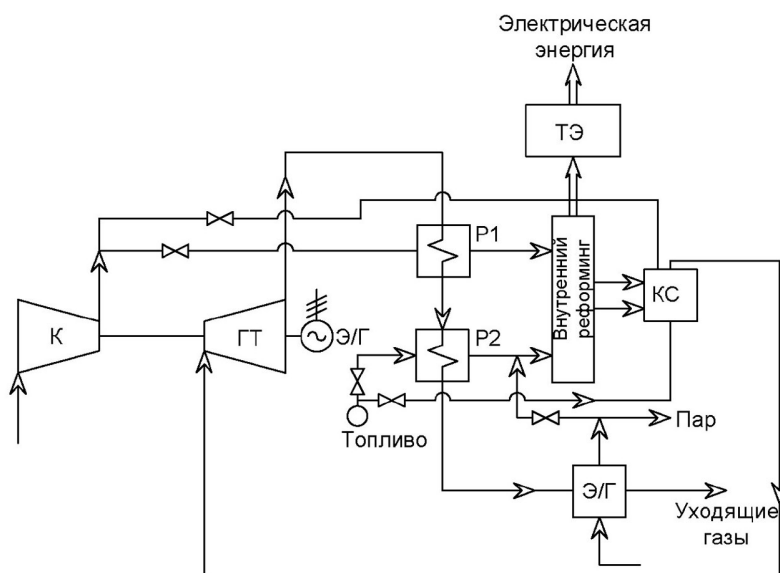 Электрическая
энергия
ТЭ
Р1
Внутренний
реформинг
КС
К
ГТ
Э/Г
Р2
Топливо
Пар
Э/Г
Уходящие
газы